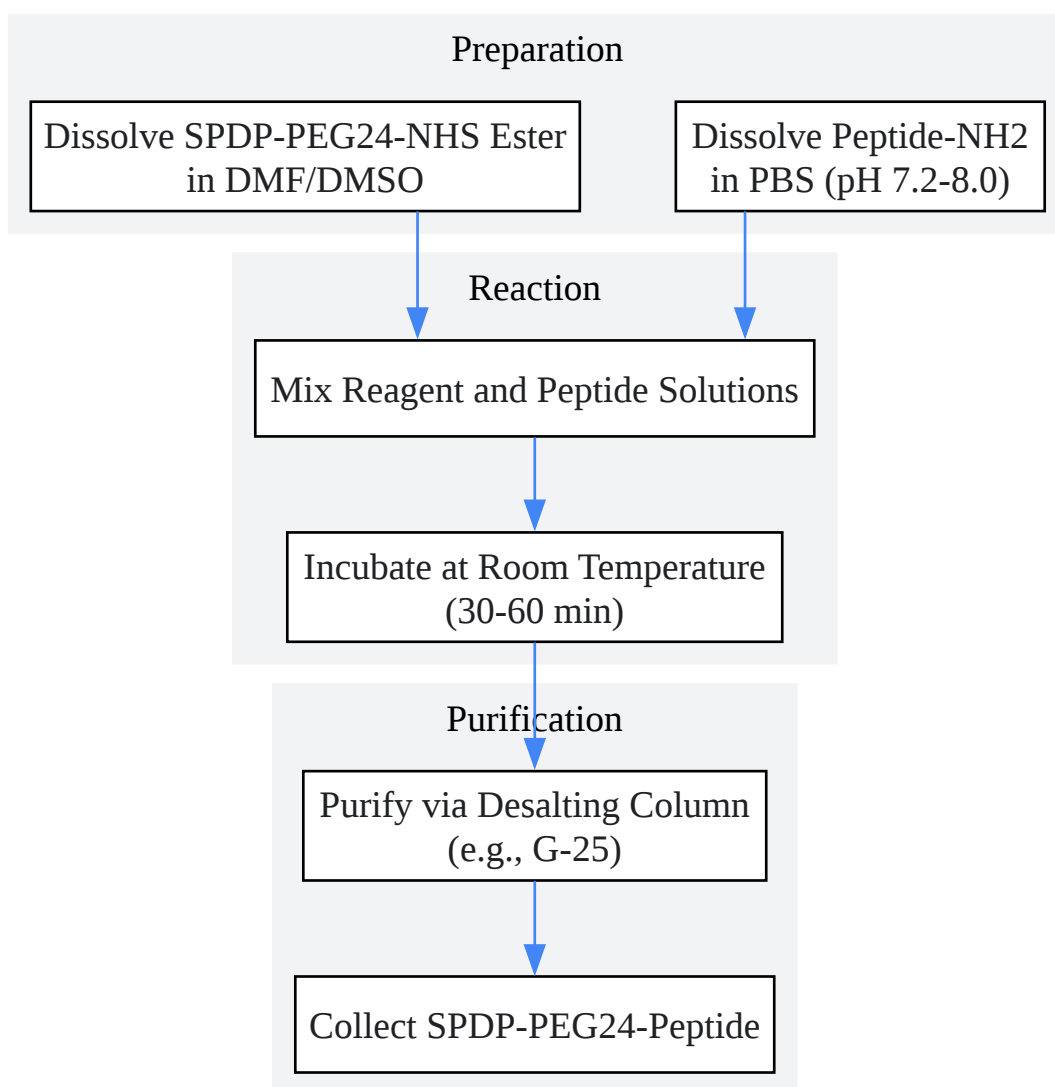 Preparation
Dissolve SPDP-PEG24-NHS Ester
in DMF/DMSO
Dissolve Peptide-NH2
in PBS (pH 7.2-8.0)
Reaction
Mix Reagent and Peptide Solutions
Incubate at Room Temperature
(30-60 min)
Purification
Purify via Desalting Column
(e.g., G-25)
Collect SPDP-PEG24-Peptide